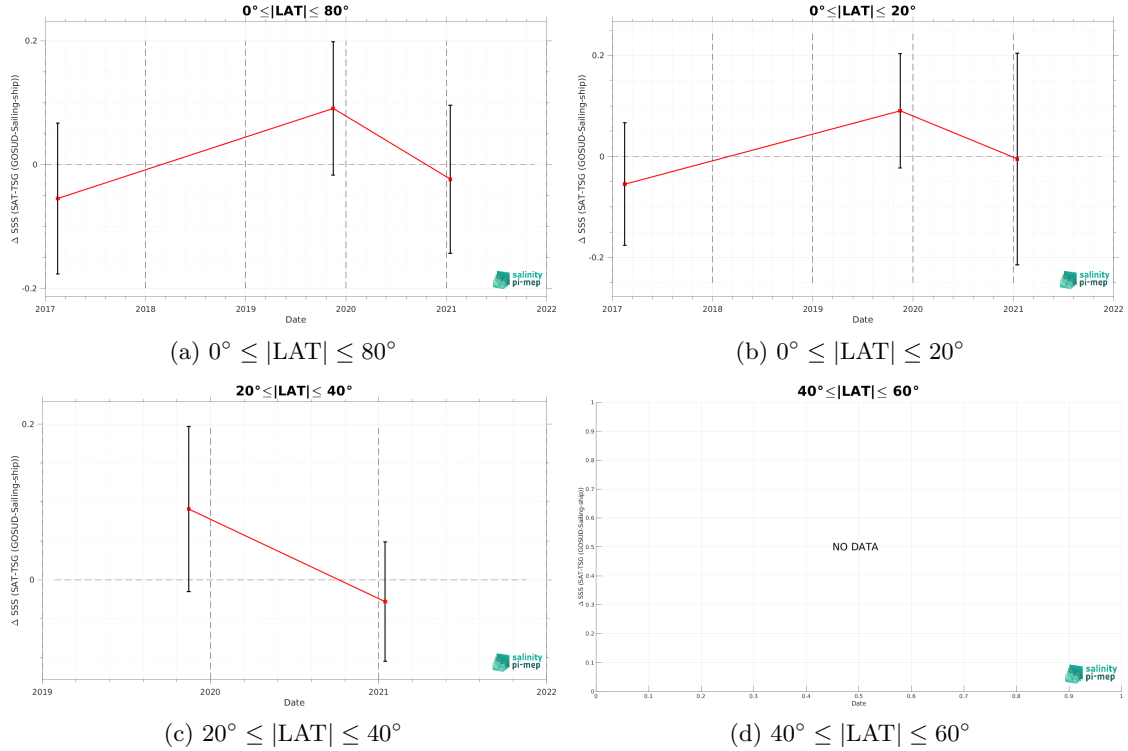 0°≤|LAT|≤ 80°
Δ SSS (SAT-TSG (GOSUD-Sailing-ship))
0.2
0
-0.2
2017
2018
2019
2020
2021
2022
Date
salinity
pi-mep
(a) 0° ≤ |LAT| ≤ 80°
0°≤|LAT|≤ 20°
Δ SSS (SAT-TSG (GOSUD-Sailing-ship))
0.2
0
-0.2
2017
2018
2019
2020
2021
2022
Date
salinity
pi-mep
(b) 0° ≤ |LAT| ≤ 20°
20°≤|LAT|≤ 40°
Δ SSS (SAT-TSG (GOSUD-Sailing-ship))
0.2
0
2019
2020
2021
2022
Date
salinity
pi-mep
(c) 20° ≤ |LAT| ≤ 40°
40°≤|LAT|≤ 60°
Δ SSS (SAT-TSG (GOSUD-Sailing-ship))
1
0.9
0.8
0.7
0.6
0.5
0.4
0.3
0.2
0.1
0
NO DATA
0
0.1
0.2
0.3
0.4
0.5
0.6
0.7
0.8
0.9
1
Date
salinity
pi-mep
(d) 40° ≤ |LAT| ≤ 60°